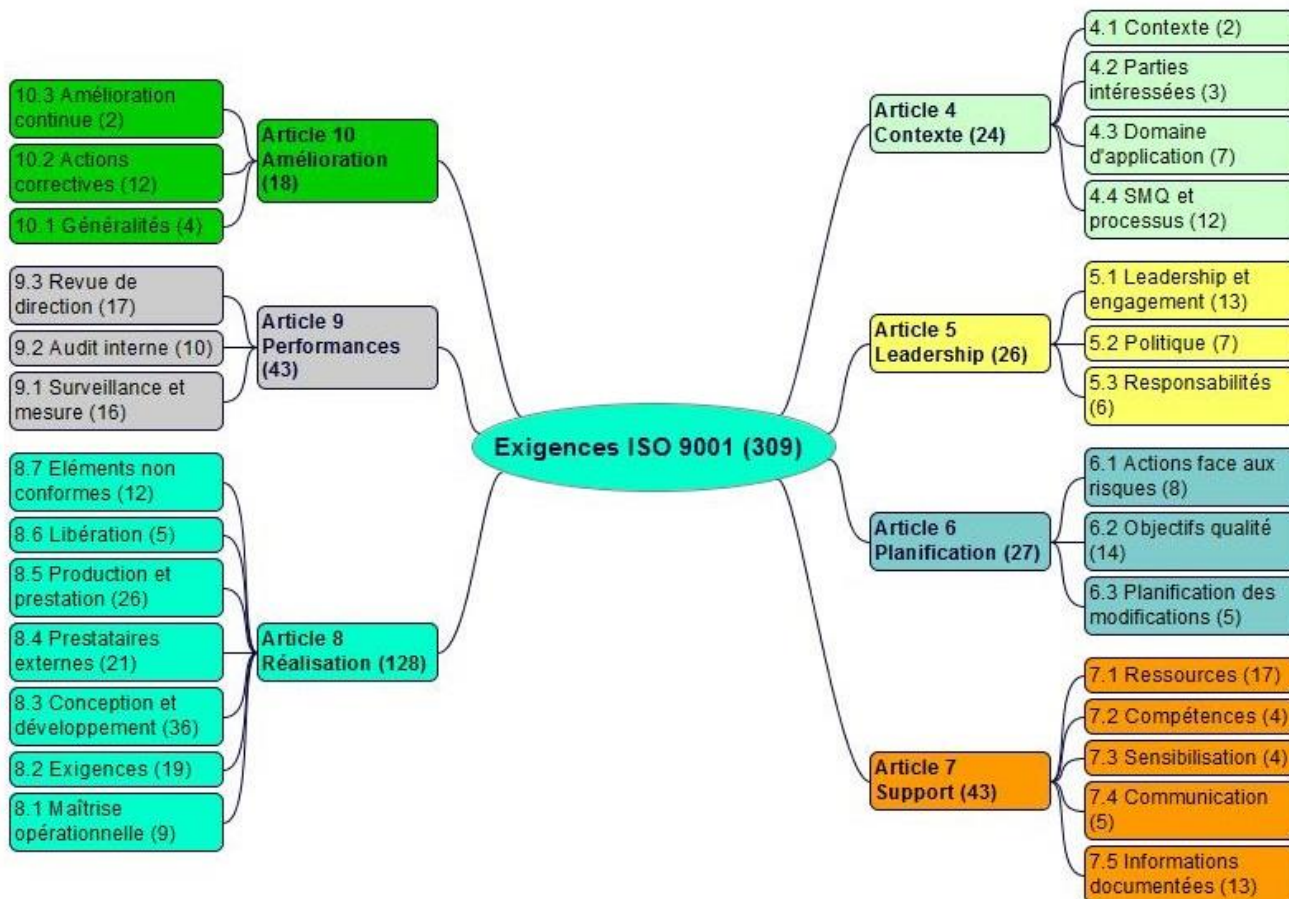 Exigences ISO 9001 (309)
Article 4
Contexte (24)
4.1 Contexte (2)
4.2 Parties
intéressées (3)
4.3 Domaine
d'application (7)
4.4 SMQ et
processus (12)
Article 5
Leadership (26)
5.1 Leadership et
engagement (13)
5.2 Politique (7)
5.3 Responsabilités
(6)
Article 6
Planification (27)
6.1 Actions face aux
risques (8)
6.2 Objectifs qualité
(14)
6.3 Planification des
modifications (5)
Article 7
Support (43)
7.1 Ressources (17)
7.2 Compétences (4)
7.3 Sensibilisation (4)
7.4 Communication
(5)
7.5 Informations
documentées (13)
Article 10
Amélioration
(18)
10.3 Amélioration
continue (2)
10.2 Actions
correctives (12)
10.1 Généralités (4)
Article 9
Performances
(43)
9.3 Revue de
direction (17)
9.2 Audit interne (10)
9.1 Surveillance et
mesure (16)
Article 8
Réalisation (128)
8.7 Eléments non
conformes (12)
8.6 Libération (5)
8.5 Production et
prestation (26)
8.4 Prestataires
externes (21)
8.3 Conception et
développement (36)
8.2 Exigences (19)
8.1 Maîtrise
opérationnelle (9)